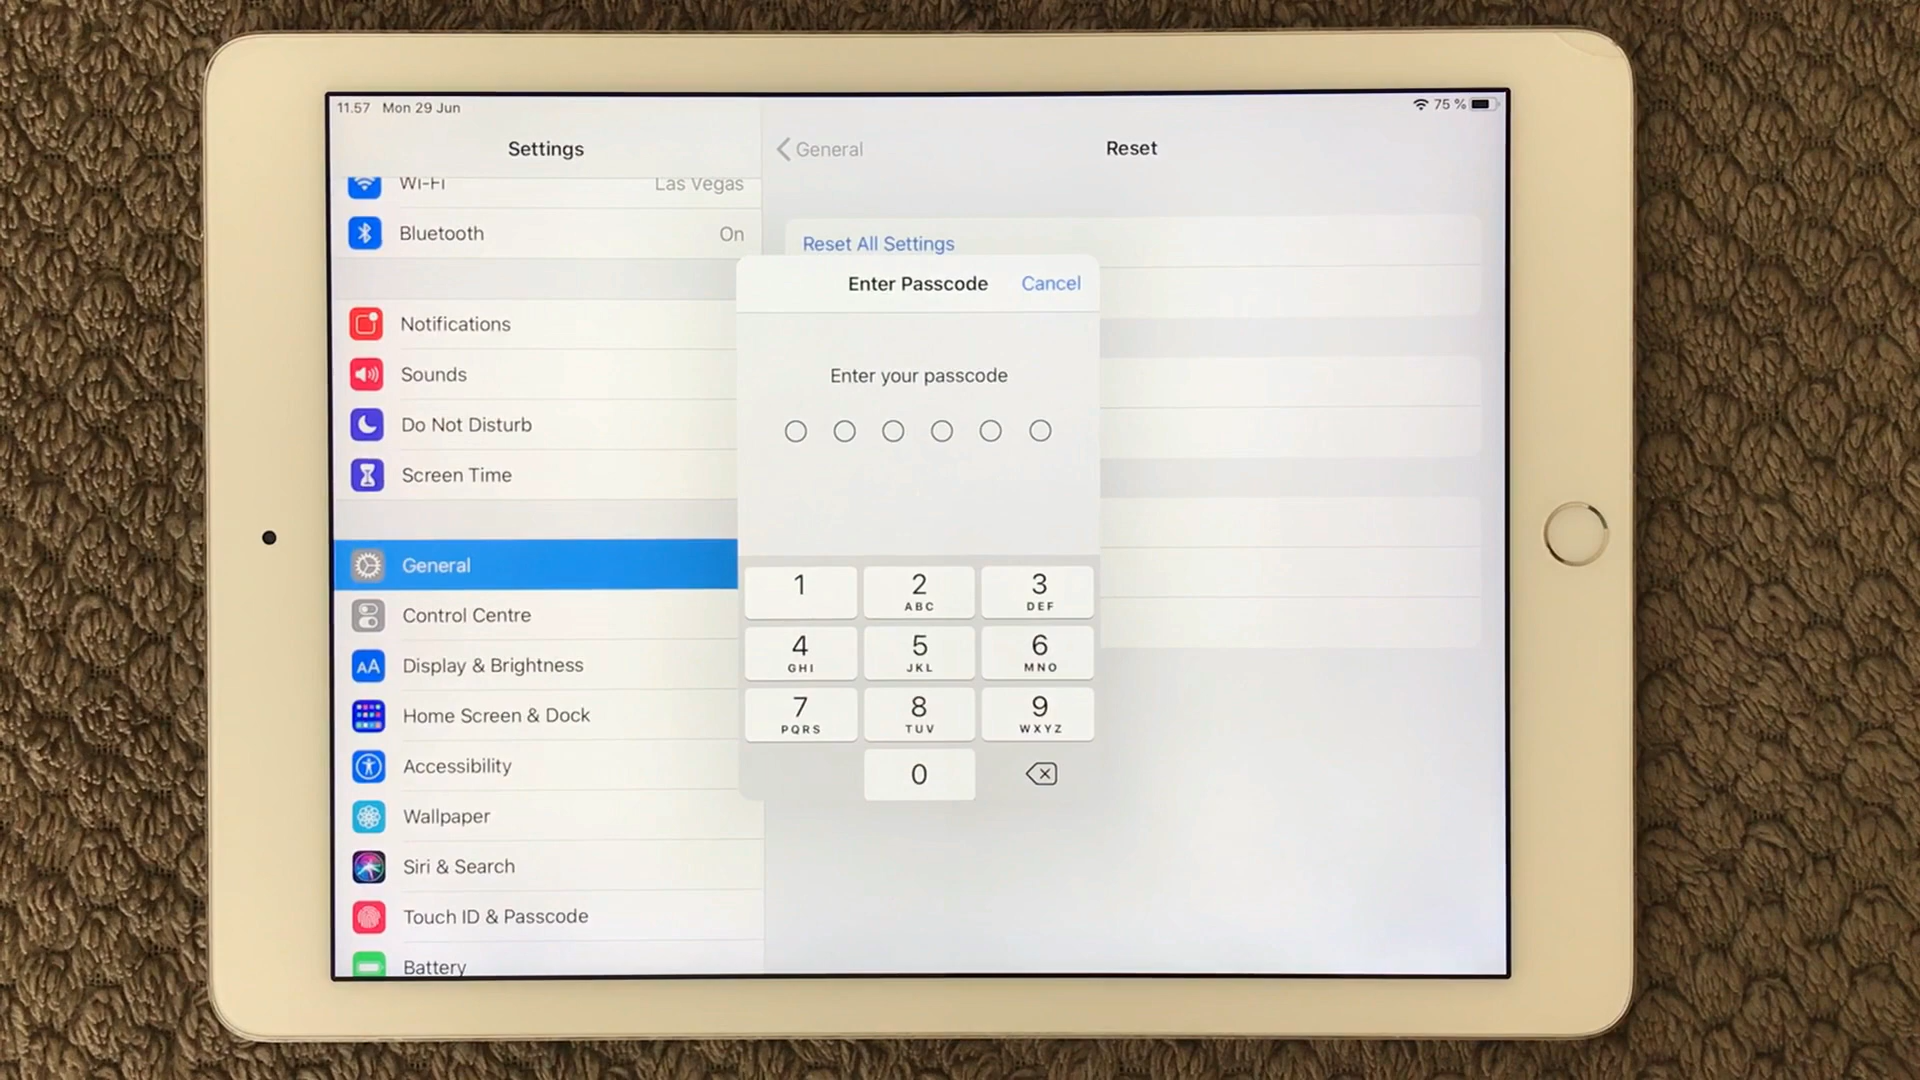 11.57 Mon 29 Jun
75 %
Settings
Wi-Fi Las Vegas
Bluetooth On
Notifications
Sounds
Do Not Disturb
Screen Time
General
Control Centre
Display & Brightness
Home Screen & Dock
Accessibility
Wallpaper
Siri & Search
Touch ID & Passcode
Battery
General
Reset
Reset All Settings
Enter Passcode Cancel
Enter your passcode
1 2 3
ABC DEF
4 5 6
GHI JKL MNO
7 8 9
PQRS TUV WXYZ
0
AA